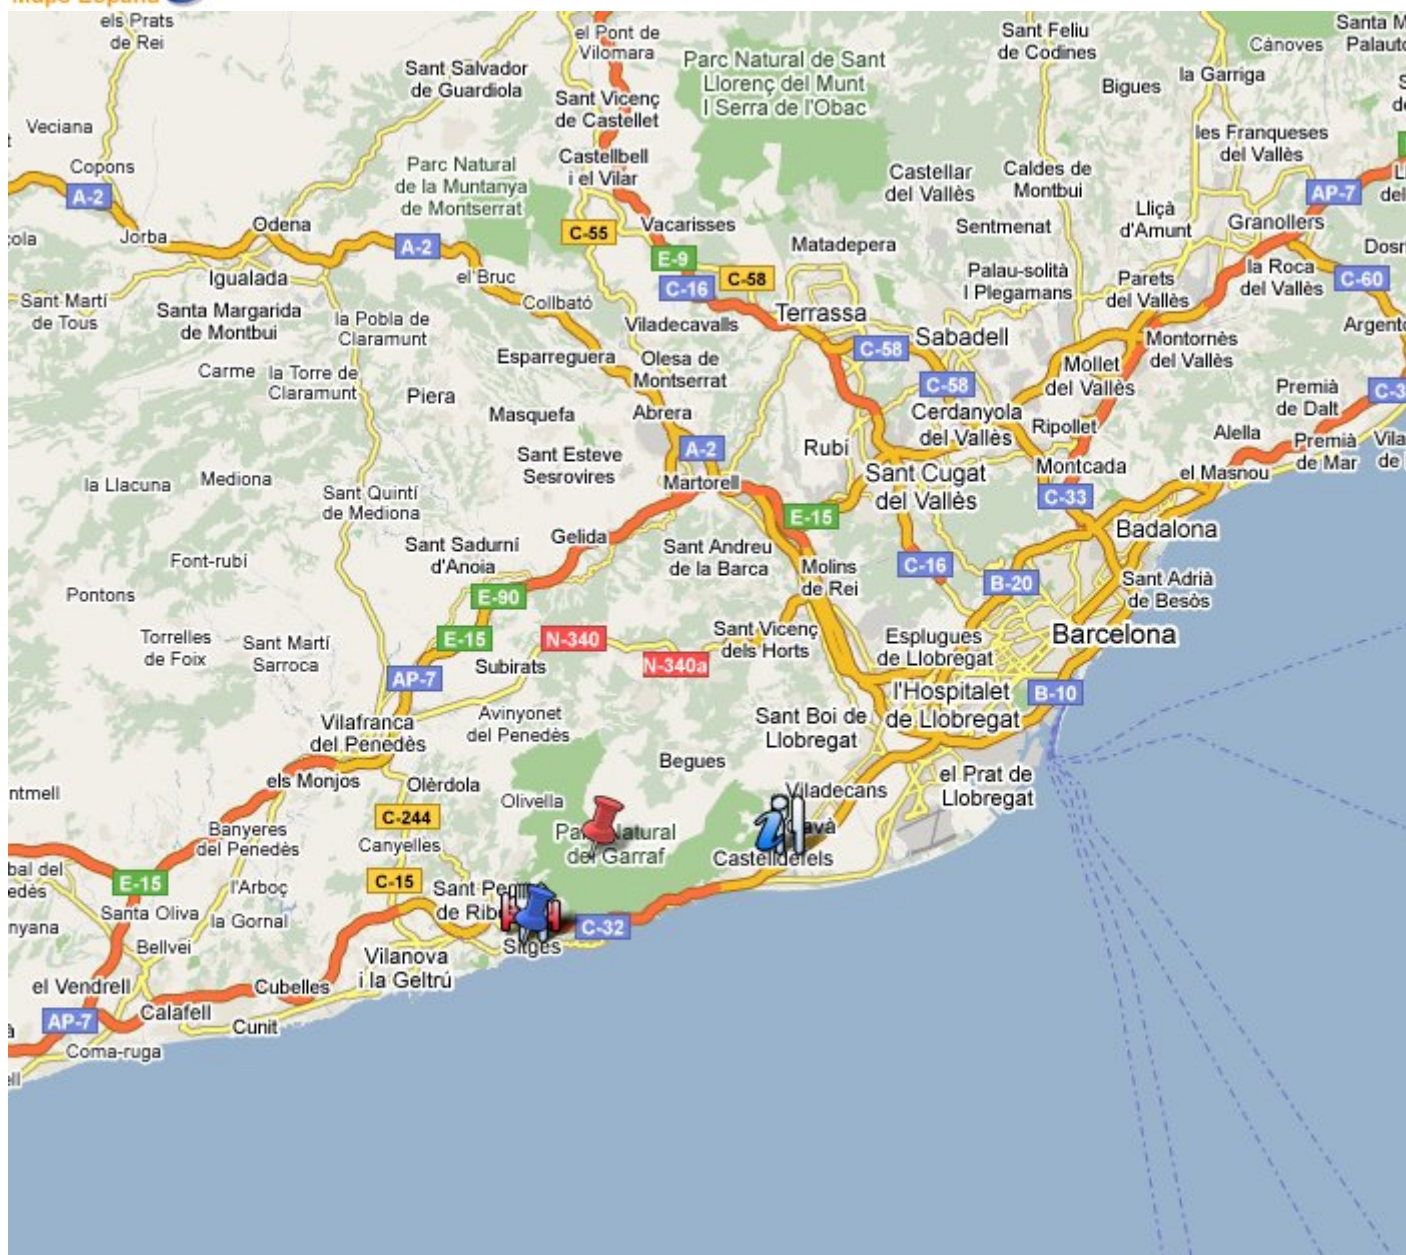 Maps España
els Prats
de Rei
el Pont de
Vilomara
Sant Feliu
de Codines
Santa M
Palauto
Cànoves
Parc Natural de Sant
Llorenç del Munt
I Serra de l'Obac
Sant Salvador
de Guardiola
la Garriga
Bigues
Sant Vicenç
de Castellet
Veciana
les Franqueses
del Vallès
Copons
Castellbell
i el Vilar
Parc Natural
de la Muntanya
de Montserrat
Castellar
del Vallès
Caldes de
Montbui
A-2
AP-7
Lliçà
d'Amunt
Granollers
Odena
Jorba
C-55
Vacarisses
Sentmenat
Matadepera
A-2
E-9
C-58
C-16
Igualada
el Bruc
Palau-solità
I Plegamans
Parets
del Vallès
la Roca
del Vallès
C-60
Sant Martí
de Tous
Santa Margarida
de Montbui
Collbató
la Pobla de
Claramunt
Viladecavalls
Terrassa
Sabadell
C-58
Montornès
del Vallès
Esparreguera
Olesa de
Montserrat
Carme
la Torre de
Claramunt
C-58
Mollet
del Vallès
Premià
de Dalt
Piera
Masquefa
Abrera
Cerdanyola
del Vallès
Ripollet
Alella
Premià
de Mar
Rubí
A-2
Sant Esteve
Sesrovires
Sant Cugat
del Vallès
Montcada
el Masnou
la Llacuna
Mediona
Martorell
Sant Quintí
de Mediona
C-33
E-15
Badalona
Gelida
Sant Sadurní
d'Anoia
Sant Andreu
de la Barca
Molins
de Rei
C-16
B-20
Font-rubí
Pontons
E-90
Sant Adrià
de Besòs
Torrelles
de Foix
Sant Martí
Sarroca
E-15
N-340
N-340a
Sant Vicenç
dels Horts
Esplugues
de Llobregat
Barcelona
Subirats
AP-7
l'Hospitalet
de Llobregat
B-10
Vilafranca
del Penedès
Avinyonet
del Penedès
Sant Boi de
Llobregat
Begues
els Monjos
Olèrdola
Olivella
Viladecans
el Prat de
Llobregat
C-244
Banyeres
del Penedès
Canyelles
Parc Natural
del Garraf
Castelldefels
E-15
C-15
l'Arboç
Santa Oliva
la Gornal
Bellvei
C-32
Sitges
Vilanova
i la Geltrú
el Vendrell
Cubelles
AP-7
Calafell
Cunit
Coma-ruga